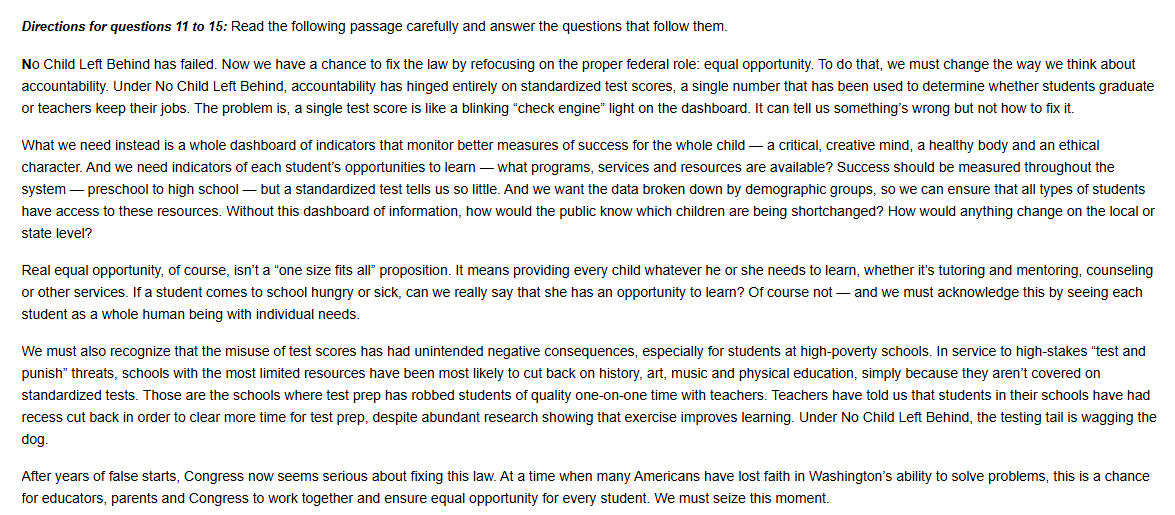 Directions for questions 11 to 15: Read the following passage carefully and answer the questions that follow them.
No Child Left Behind has failed. Now we have a chance to fix the law by refocusing on the proper federal role: equal opportunity. To do that, we must change the way we think about
accountability. Under No Child Left Behind, accountability has hinged entirely on standardized test scores, a single number that has been used to determine whether students graduate
or teachers keep their jobs. The problem is, a single test score is like a blinking “check engine” light on the dashboard. It can tell us something’s wrong but not how to fix it.
What we need instead is a whole dashboard of indicators that monitor better measures of success for the whole child — a critical, creative mind, a healthy body and an ethical
character. And we need indicators of each student’s opportunities to learn — what programs, services and resources are available? Success should be measured throughout the
system — preschool to high school — but a standardized test tells us so little. And we want the data broken down by demographic groups, so we can ensure that all types of students
have access to these resources. Without this dashboard of information, how would the public know which children are being shortchanged? How would anything change on the local or
state level?
Real equal opportunity, of course, isn’t a “one size fits all” proposition. It means providing every child whatever he or she needs to learn, whether it’s tutoring and mentoring, counseling
or other services. If a student comes to school hungry or sick, can we really say that she has an opportunity to learn? Of course not — and we must acknowledge this by seeing each
student as a whole human being with individual needs.
We must also recognize that the misuse of test scores has had unintended negative consequences, especially for students at high-poverty schools. In service to high-stakes “test and
punish” threats, schools with the most limited resources have been most likely to cut back on history, art, music and physical education, simply because they aren’t covered on
standardized tests. Those are the schools where test prep has robbed students of quality one-on-one time with teachers. Teachers have told us that students in their schools have had
recess cut back in order to clear more time for test prep, despite abundant research showing that exercise improves learning. Under No Child Left Behind, the testing tail is wagging the
dog.
After years of false starts, Congress now seems serious about fixing this law. At a time when many Americans have lost faith in Washington’s ability to solve problems, this is a chance
for educators, parents and Congress to work together and ensure equal opportunity for every student. We must seize this moment.